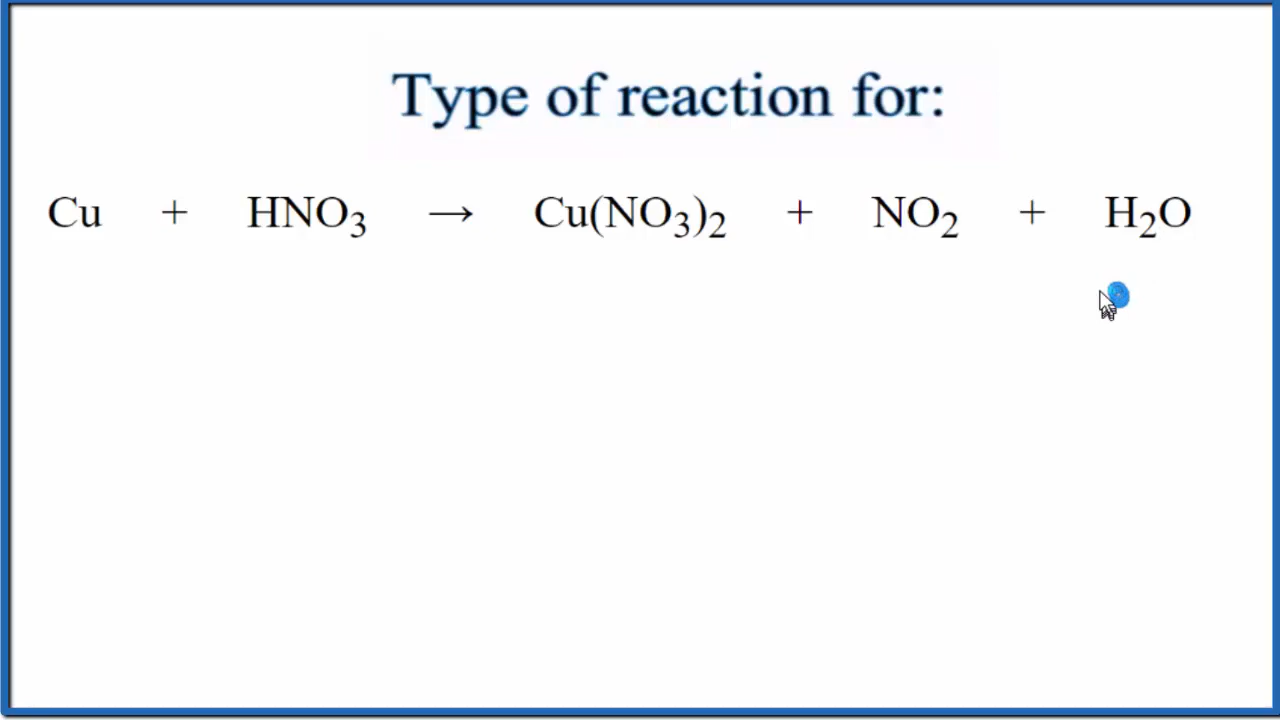 Type of reaction for:
Cu + HNO₃ → Cu(NO₃)₂ + NO₂ + H₂O